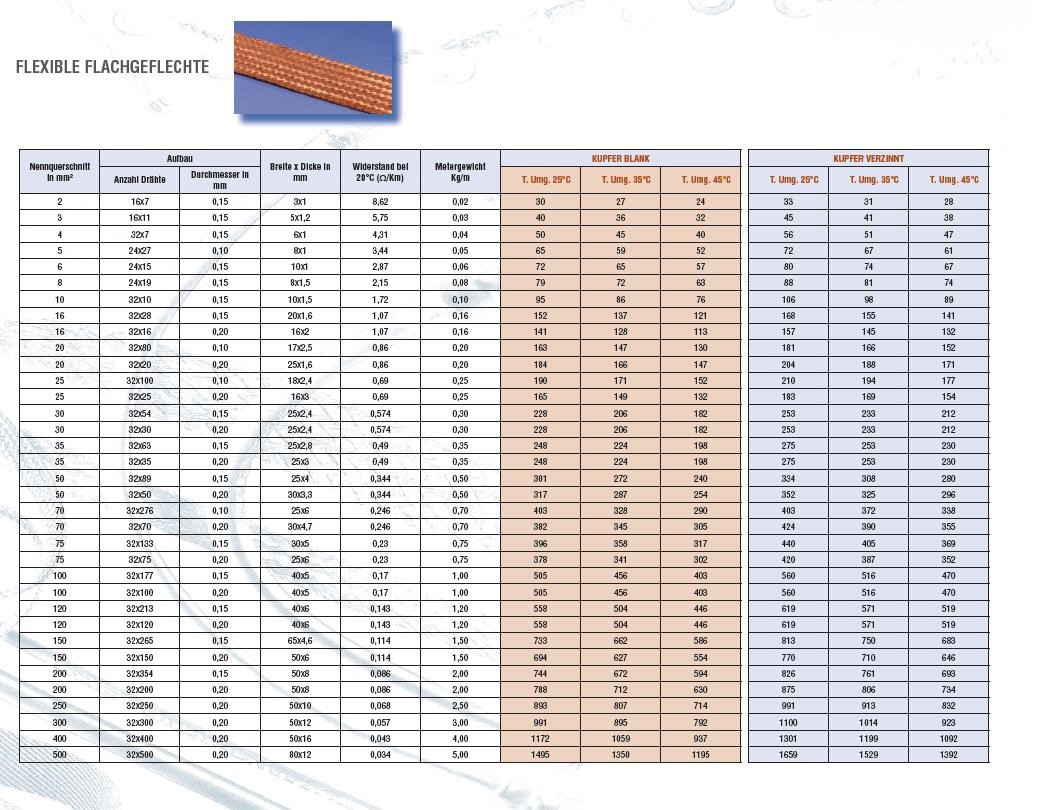 FLEXIBLE FLACHGEFLECHTE
Nennquerschnitt in mm² Aufbau Breite x Dicke in mm Widerstand bei 20°C (Ω/Km) Metergewicht Kg/m KUPFER BLANK KUPFER VERZINNT
Anzahl Drähte Durchmesser in mm T. Umg. 25°C T. Umg. 35°C T. Umg. 45°C T. Umg. 25°C T. Umg. 35°C T. Umg. 45°C
2 16x7 0,15 3x1 8,62 0,02 30 27 24 33 31 28
3 16x11 0,15 5x1,2 5,75 0,03 40 36 32 45 41 38
4 32x7 0,15 6x1 4,31 0,04 50 45 40 56 51 47
5 24x27 0,10 8x1 3,44 0,05 65 59 52 72 67 61
6 24x15 0,15 10x1 2,87 0,06 72 65 57 80 74 67
8 24x19 0,15 8x1,5 2,15 0,08 79 72 63 88 81 74
10 32x10 0,15 10x1,5 1,72 0,10 95 86 76 106 98 89
16 32x28 0,15 20x1,6 1,07 0,16 152 137 121 168 155 141
16 32x16 0,20 16x2 1,07 0,16 141 128 113 157 145 132
20 32x80 0,10 17x2,5 0,86 0,20 163 147 130 181 166 152
20 32x20 0,20 25x1,6 0,86 0,20 184 166 147 204 188 171
25 32x100 0,10 18x2,4 0,69 0,25 190 171 152 210 194 177
25 32x25 0,20 16x3 0,69 0,25 165 149 132 183 169 154
30 32x54 0,15 25x2,4 0,574 0,30 228 206 182 253 233 212
30 32x30 0,20 25x2,4 0,574 0,30 228 206 182 253 233 212
35 32x63 0,15 25x2,8 0,49 0,35 248 224 198 275 253 230
35 32x35 0,20 25x3 0,49 0,35 248 224 198 275 253 230
50 32x89 0,15 25x4 0,344 0,50 301 272 240 334 308 280
50 32x50 0,20 30x3,3 0,344 0,50 317 287 254 352 325 296
70 32x276 0,10 25x6 0,246 0,70 403 328 290 403 372 338
70 32x70 0,20 30x4,7 0,246 0,70 382 345 305 424 390 355
75 32x133 0,15 30x5 0,23 0,75 396 358 317 440 405 369
75 32x75 0,20 25x6 0,23 0,75 378 341 302 420 387 352
100 32x177 0,15 40x5 0,17 1,00 505 456 403 560 516 470
100 32x100 0,20 40x5 0,17 1,00 505 456 403 560 516 470
120 32x213 0,15 40x6 0,143 1,20 558 504 446 619 571 519
120 32x120 0,20 40x6 0,143 1,20 558 504 446 619 571 519
150 32x265 0,15 65x4,6 0,114 1,50 733 662 586 813 750 683
150 32x150 0,20 50x6 0,114 1,50 694 627 554 770 710 646
200 32x354 0,15 50x8 0,086 2,00 744 672 594 826 761 693
200 32x200 0,20 50x8 0,086 2,00 788 712 630 875 806 734
250 32x250 0,20 50x10 0,068 2,50 893 807 714 991 913 832
300 32x300 0,20 50x12 0,057 3,00 991 895 792 1100 1014 923
400 32x400 0,20 50x16 0,043 4,00 1172 1059 937 1301 1199 1092
500 32x500 0,20 80x12 0,034 5,00 1495 1350 1195 1659 1529 1392